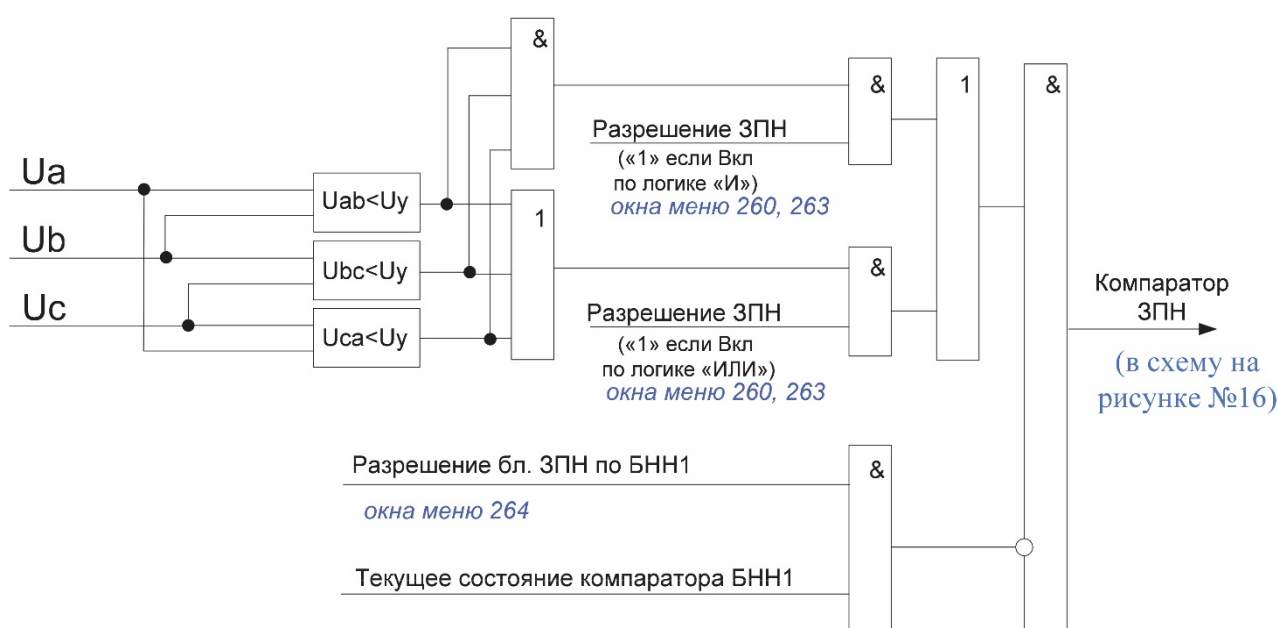 &
&
1
&
Разрешение ЗПН
(«1» если Вкл
по логике «И»)
окна меню 260, 263
Ua
Uab<Uy
1
Ub
Ubc<Uy
&
Компаратор
ЗПН
Uc
Uca<Uy
Разрешение ЗПН
(«1» если Вкл
по логике «ИЛИ»)
окна меню 260, 263
(в схему на
рисунке №16)
Разрешение бл. ЗПН по БНН1
&
окна меню 264
Текущее состояние компаратора БНН1